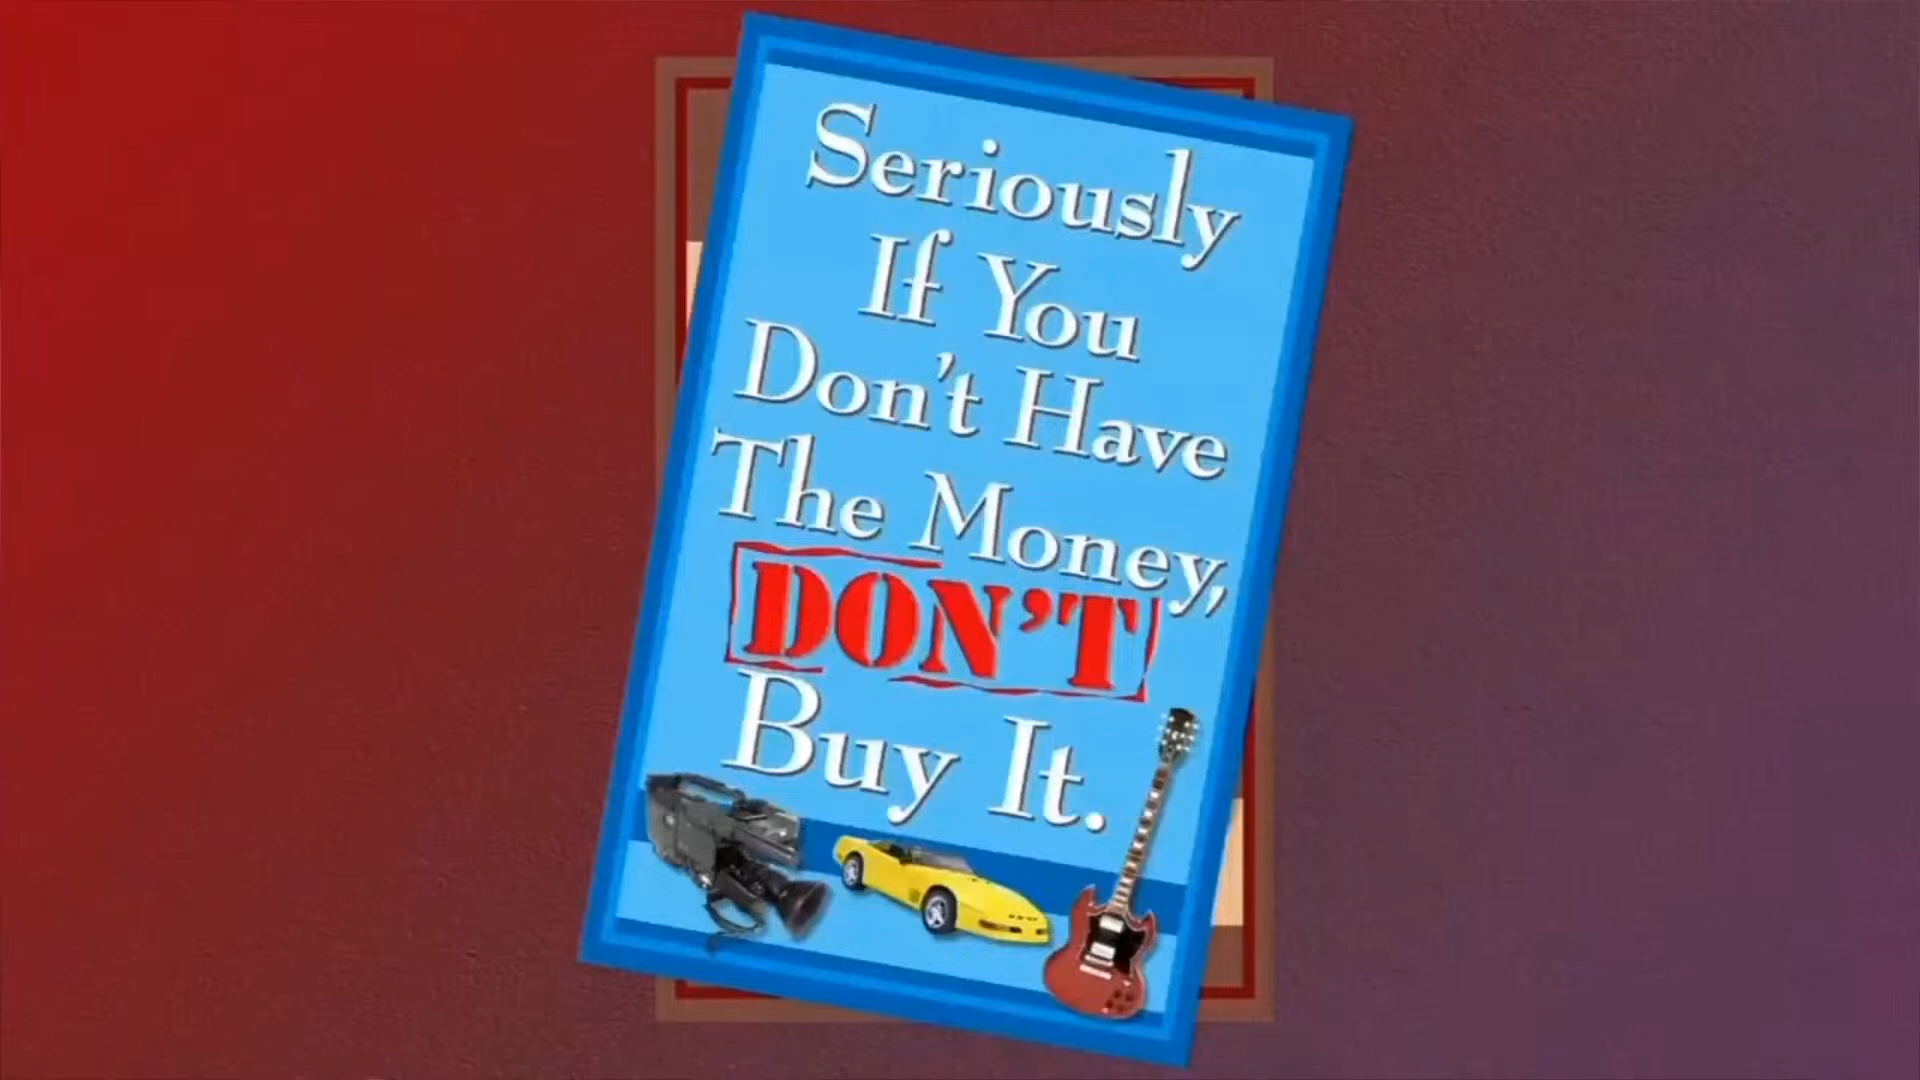 Seriously
If You
Don't Have
The Money,
DON'T
Buy It.